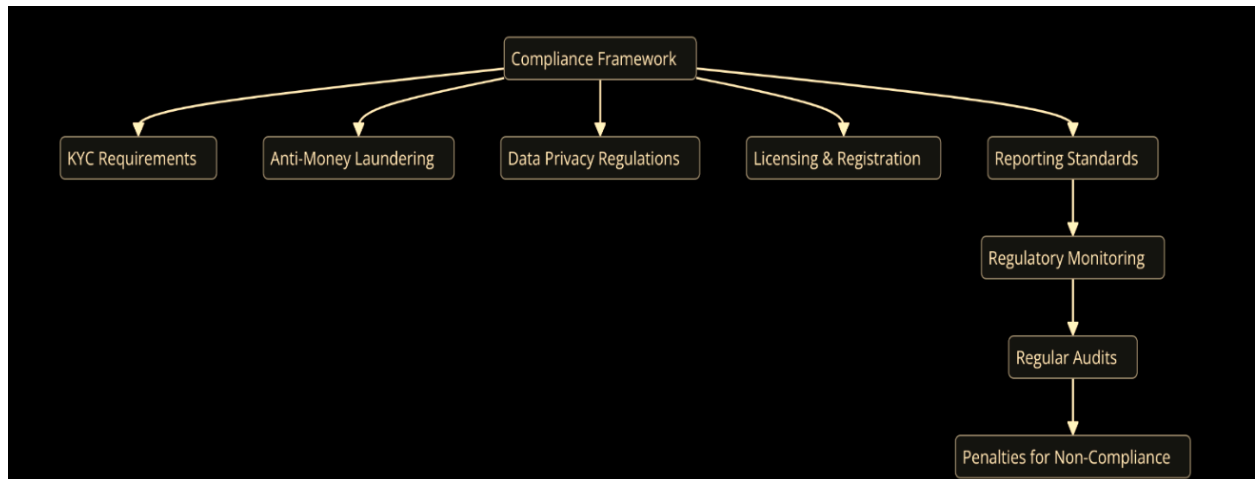 Compliance Framework
KYC Requirements
Anti-Money Laundering
Data Privacy Regulations
Licensing & Registration
Reporting Standards
Regulatory Monitoring
Regular Audits
Penalties for Non-Compliance